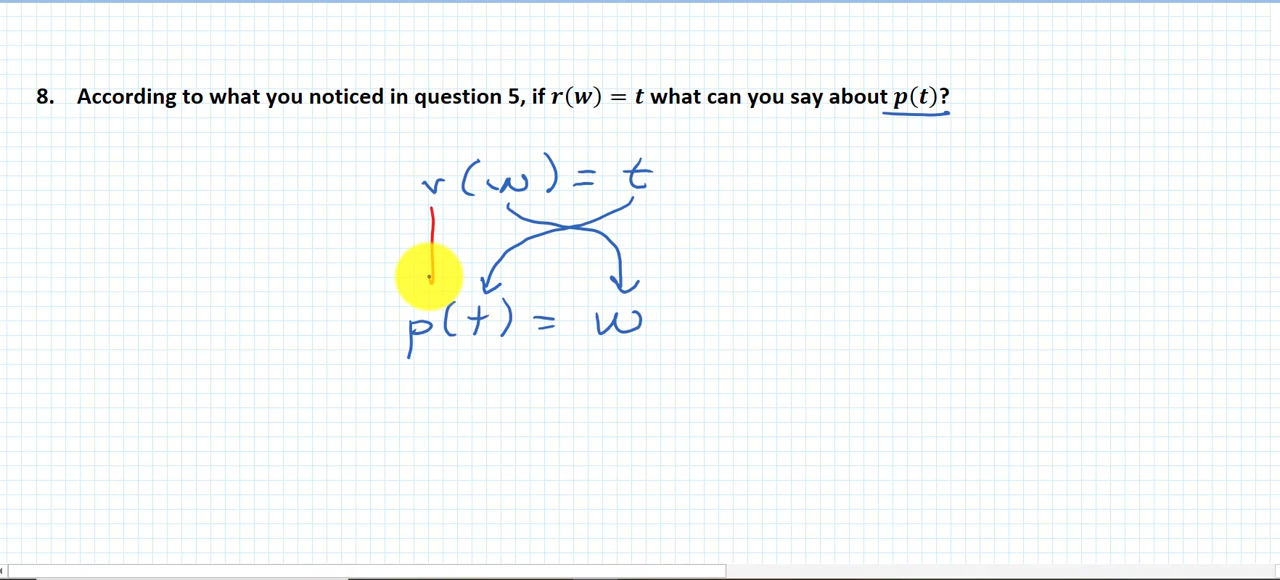 8. According to what you noticed in question 5, if r(w) = t what can you say about p(t)?
r(w) = t
p(t) = w